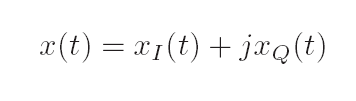 x(t) = x_I(t) + jx_Q(t)